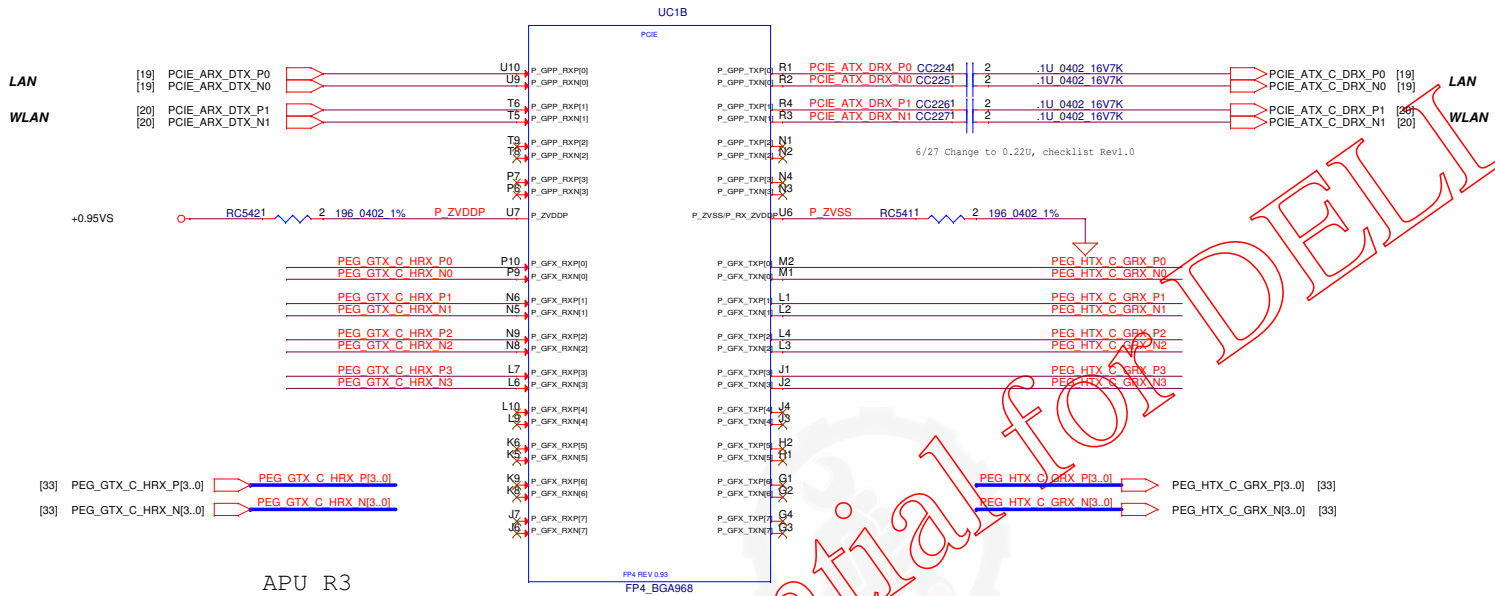 UC1B
PCIE
LAN
[19] PCIE_ARX_DTX_P0 U10 P_GPP_RXP[0] P_GPP_TXP[0] R1 PCIE_ATX_DRX_P0 CC224 1 2 .1U_0402_16V7K PCIE_ATX_C_DRX_P0 [19]
[19] PCIE_ARX_DTX_N0 U9 P_GPP_RXN[0] P_GPP_TXN[0] R2 PCIE_ATX_DRX_N0 CC225 1 2 .1U_0402_16V7K PCIE_ATX_C_DRX_N0 [19]
LAN
WLAN
[20] PCIE_ARX_DTX_P1 T6 P_GPP_RXP[1] P_GPP_TXP[1] R4 PCIE_ATX_DRX_P1 CC226 1 2 .1U_0402_16V7K PCIE_ATX_C_DRX_P1 [20]
[20] PCIE_ARX_DTX_N1 T5 P_GPP_RXN[1] P_GPP_TXN[1] R3 PCIE_ATX_DRX_N1 CC227 1 2 .1U_0402_16V7K PCIE_ATX_C_DRX_N1 [20]
WLAN
T9 P_GPP_RXP[2] P_GPP_TXP[2] N1
T8 P_GPP_RXN[2] P_GPP_TXN[2] N2
6/27 Change to 0.22U, checklist Rev1.0
P7 P_GPP_RXP[3] P_GPP_TXP[3] N4
P6 P_GPP_RXN[3] P_GPP_TXN[3] N3
+0.95VS RC542 1 2 196_0402_1% P_ZVDDP U7 P_ZVDDP P_ZVSS/P_RX_ZVDDP U6 P_ZVSS RC541 1 2 196_0402_1%
PEG_GTX_C_HRX_P0 P10 P_GFX_RXP[0] P_GFX_TXP[0] M2 PEG_HTX_C_GRX_P0
PEG_GTX_C_HRX_N0 P9 P_GFX_RXN[0] P_GFX_TXN[0] M1 PEG_HTX_C_GRX_N0
PEG_GTX_C_HRX_P1 N6 P_GFX_RXP[1] P_GFX_TXP[1] L1 PEG_HTX_C_GRX_P1
PEG_GTX_C_HRX_N1 N5 P_GFX_RXN[1] P_GFX_TXN[1] L2 PEG_HTX_C_GRX_N1
PEG_GTX_C_HRX_P2 N9 P_GFX_RXP[2] P_GFX_TXP[2] L4 PEG_HTX_C_GRX_P2
PEG_GTX_C_HRX_N2 N8 P_GFX_RXN[2] P_GFX_TXN[2] L3 PEG_HTX_C_GRX_N2
PEG_GTX_C_HRX_P3 L7 P_GFX_RXP[3] P_GFX_TXP[3] J1 PEG_HTX_C_GRX_P3
PEG_GTX_C_HRX_N3 L6 P_GFX_RXN[3] P_GFX_TXN[3] J2 PEG_HTX_C_GRX_N3
L10 P_GFX_RXP[4] P_GFX_TXP[4] J4
L9 P_GFX_RXN[4] P_GFX_TXN[4] J3
K6 P_GFX_RXP[5] P_GFX_TXP[5] H2
K5 P_GFX_RXN[5] P_GFX_TXN[5] H1
K9 P_GFX_RXP[6] P_GFX_TXP[6] G1
K8 P_GFX_RXN[6] P_GFX_TXN[6] G2
J7 P_GFX_RXP[7] P_GFX_TXP[7] G4
J6 P_GFX_RXN[7] P_GFX_TXN[7] G3
[33] PEG_GTX_C_HRX_P[3..0] PEG_GTX_C_HRX_P[3..0] PEG_HTX_C_GRX_P[3..0] PEG_HTX_C_GRX_P[3..0] [33]
[33] PEG_GTX_C_HRX_N[3..0] PEG_GTX_C_HRX_N[3..0] PEG_HTX_C_GRX_N[3..0] PEG_HTX_C_GRX_N[3..0] [33]
FP4 REV 0.93
FP4_BGA968
APU R3
tial for DELL